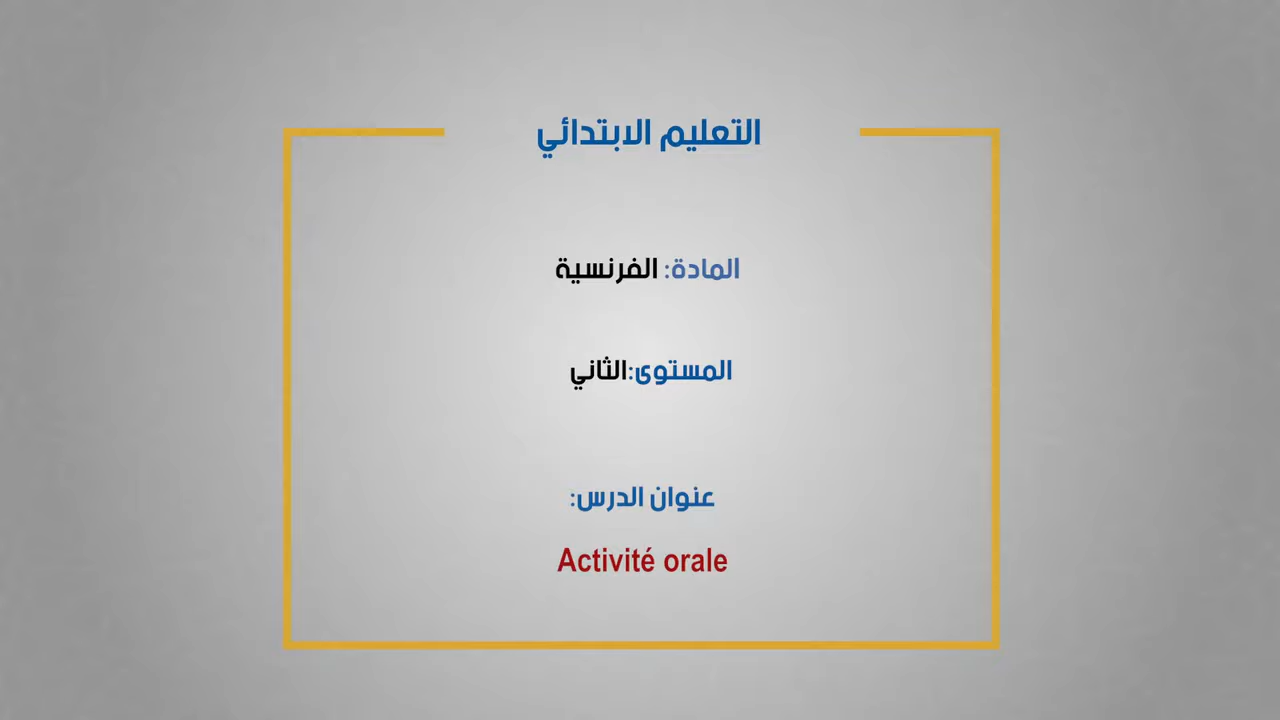 التعليم الابتدائي
المادة: الفرنسية
المستوى:الثاني
عنوان الدرس:
Activité orale